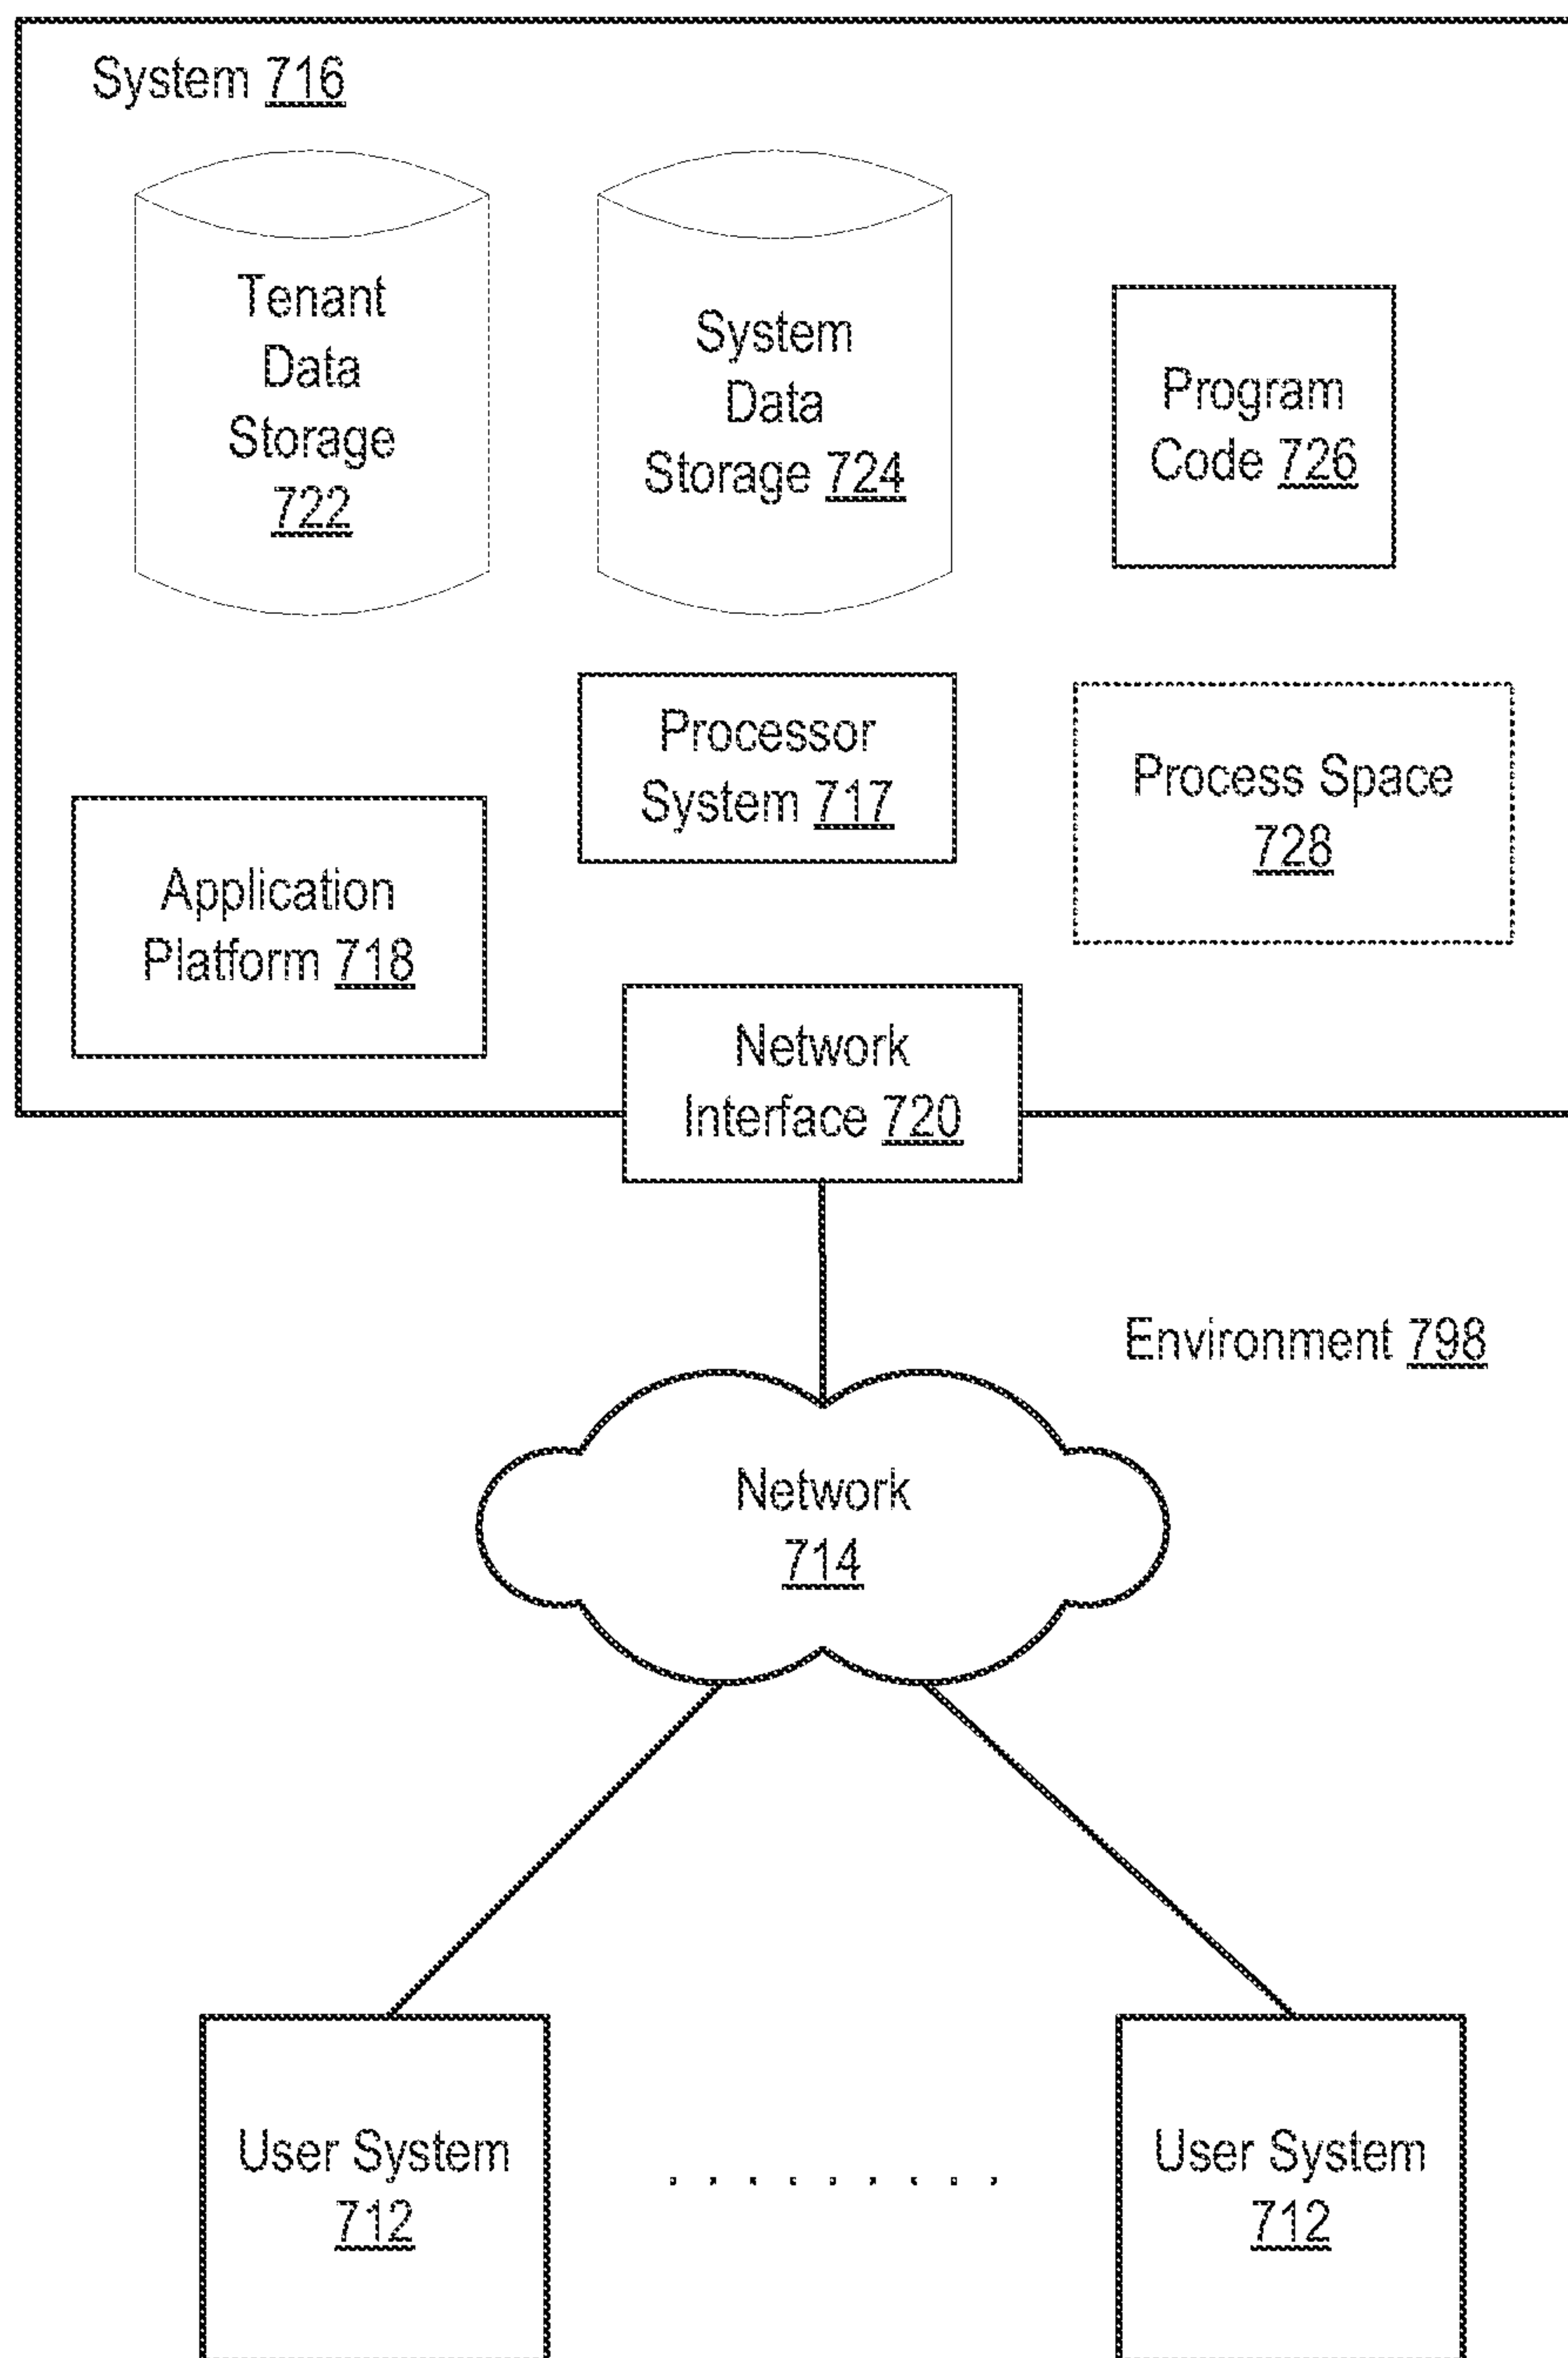 System 716
Tenant
Data
Storage
722
System
Data
Storage 724
Program
Code 726
Processor
System 717
Process Space
728
Application
Platform 718
Network
Interface 720
Environment 798
Network
714
User System
712
User System
712